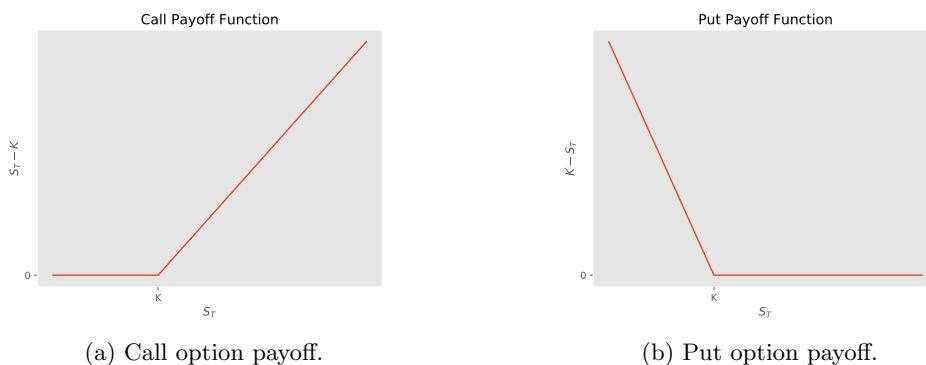 Call Payoff Function
S_T − K
0
K
S_T
(a) Call option payoff.
Put Payoff Function
K − S_T
0
K
S_T
(b) Put option payoff.